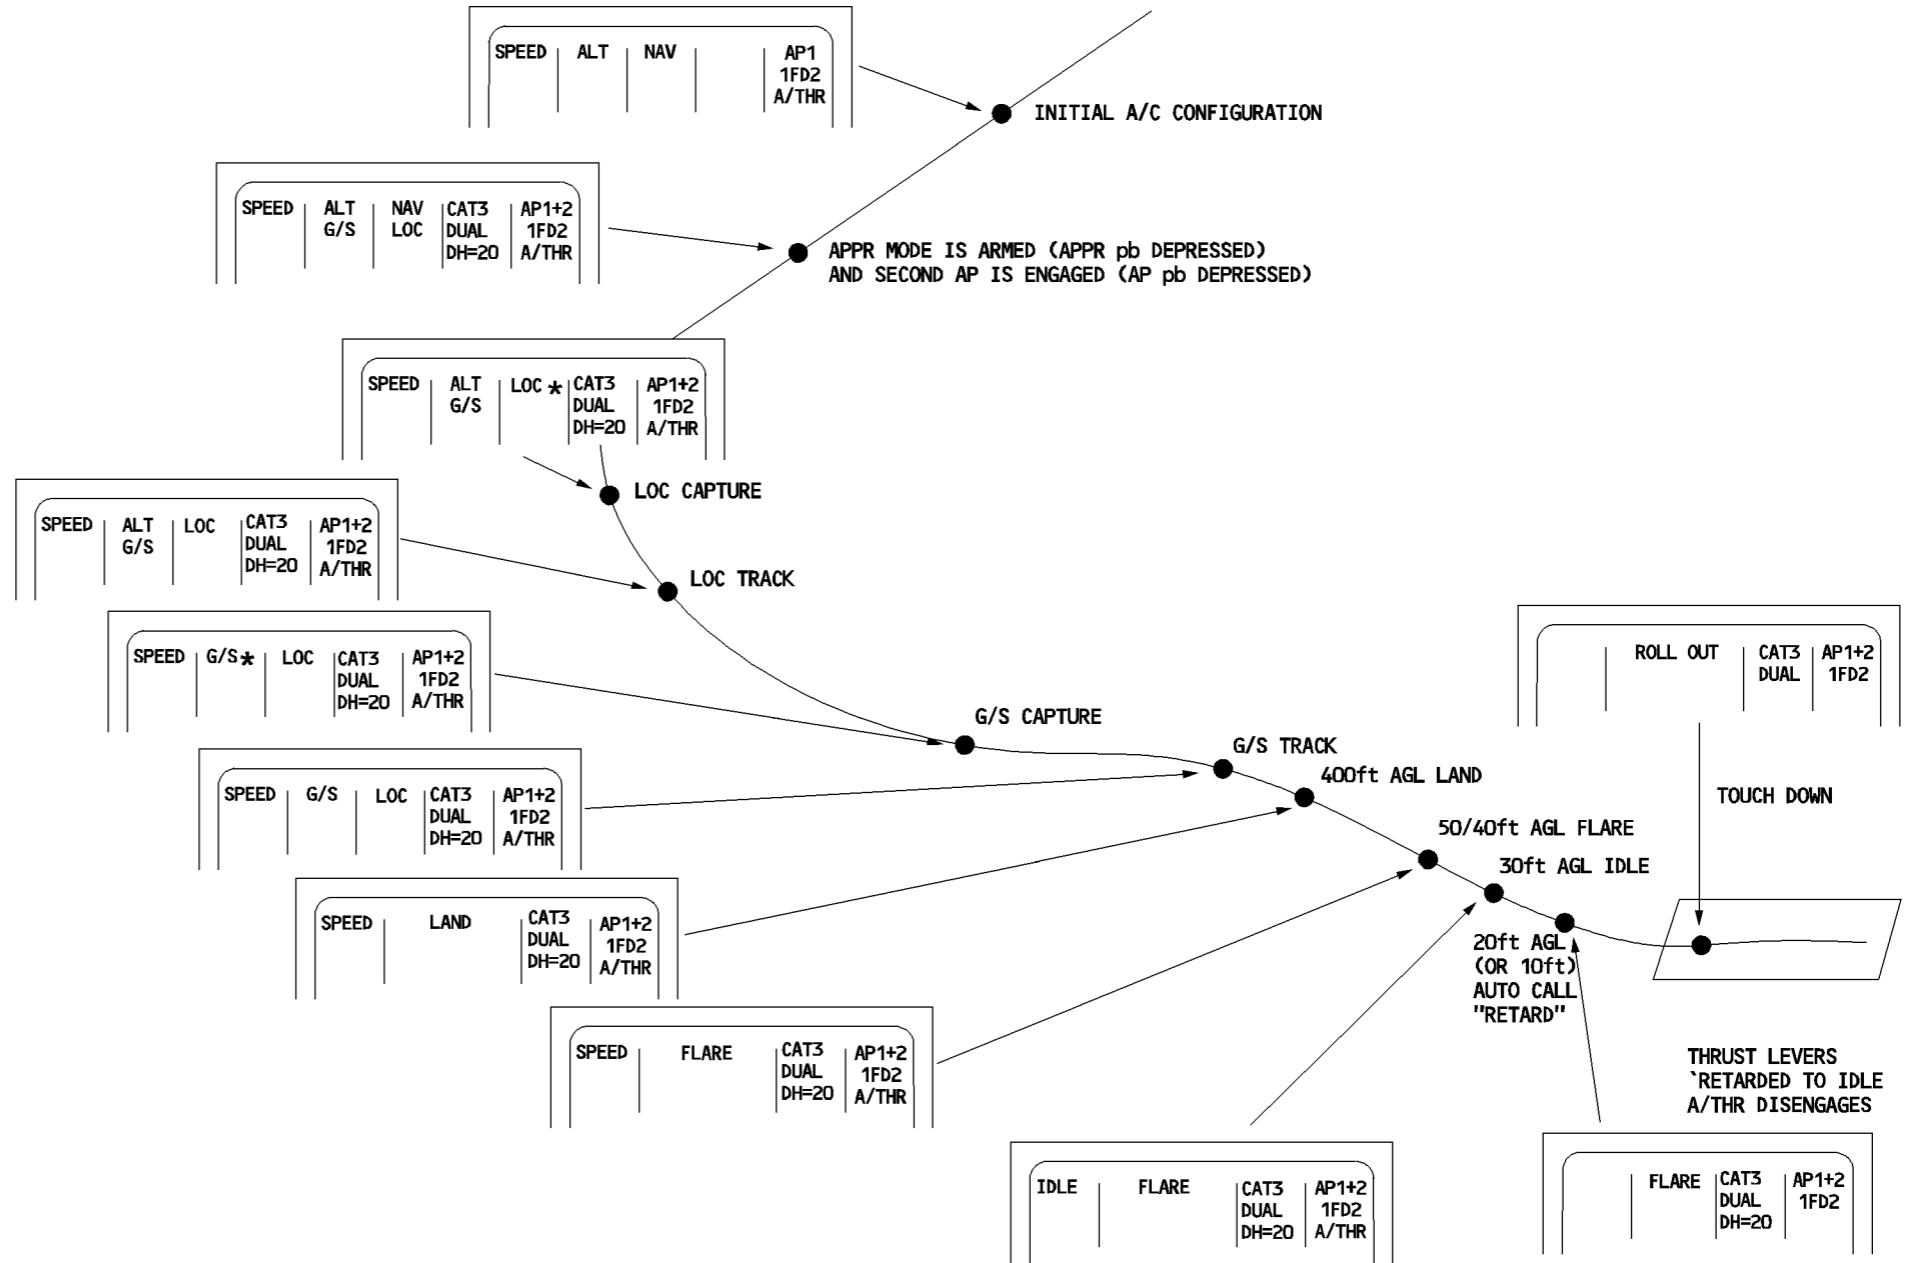 SPEED ALT NAV AP1
1FD2
A/THR
INITIAL A/C CONFIGURATION
SPEED ALT NAV CAT3 AP1+2
G/S LOC DUAL 1FD2
DH=20 A/THR
APPR MODE IS ARMED (APPR pb DEPRESSED)
AND SECOND AP IS ENGAGED (AP pb DEPRESSED)
SPEED ALT LOC * CAT3 AP1+2
G/S DUAL 1FD2
DH=20 A/THR
LOC CAPTURE
SPEED ALT LOC CAT3 AP1+2
G/S DUAL 1FD2
DH=20 A/THR
LOC TRACK
SPEED G/S* LOC CAT3 AP1+2
DUAL 1FD2
DH=20 A/THR
G/S CAPTURE
SPEED G/S LOC CAT3 AP1+2
DUAL 1FD2
DH=20 A/THR
G/S TRACK
SPEED LAND CAT3 AP1+2
DUAL 1FD2
DH=20 A/THR
400ft AGL LAND
SPEED FLARE CAT3 AP1+2
DUAL 1FD2
DH=20 A/THR
50/40ft AGL FLARE
IDLE FLARE CAT3 AP1+2
DUAL 1FD2
DH=20 A/THR
30ft AGL IDLE
20ft AGL
(OR 10ft)
AUTO CALL
"RETARD"
FLARE CAT3 AP1+2
DUAL 1FD2
DH=20
THRUST LEVERS
`RETARDED TO IDLE
A/THR DISENGAGES
ROLL OUT CAT3 AP1+2
DUAL 1FD2
TOUCH DOWN